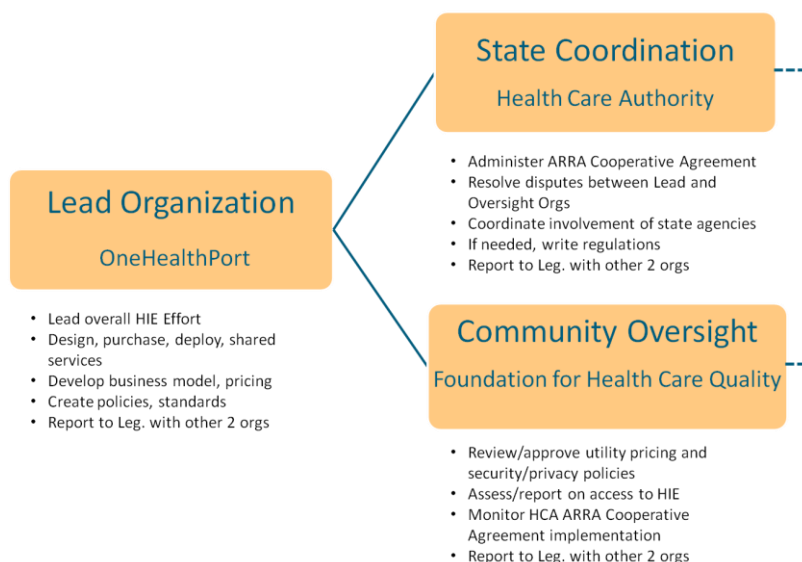 State Coordination
Health Care Authority
• Administer ARRA Cooperative Agreement
• Resolve disputes between Lead and
Oversight Orgs
• Coordinate involvement of state agencies
• If needed, write regulations
• Report to Leg. with other 2 orgs
Lead Organization
OneHealthPort
• Lead overall HIE Effort
• Design, purchase, deploy, shared
services
• Develop business model, pricing
• Create policies, standards
• Report to Leg. with other 2 orgs
Community Oversight
Foundation for Health Care Quality
• Review/approve utility pricing and
security/privacy policies
• Assess/report on access to HIE
• Monitor HCA ARRA Cooperative
Agreement implementation
• Report to Leg. with other 2 orgs